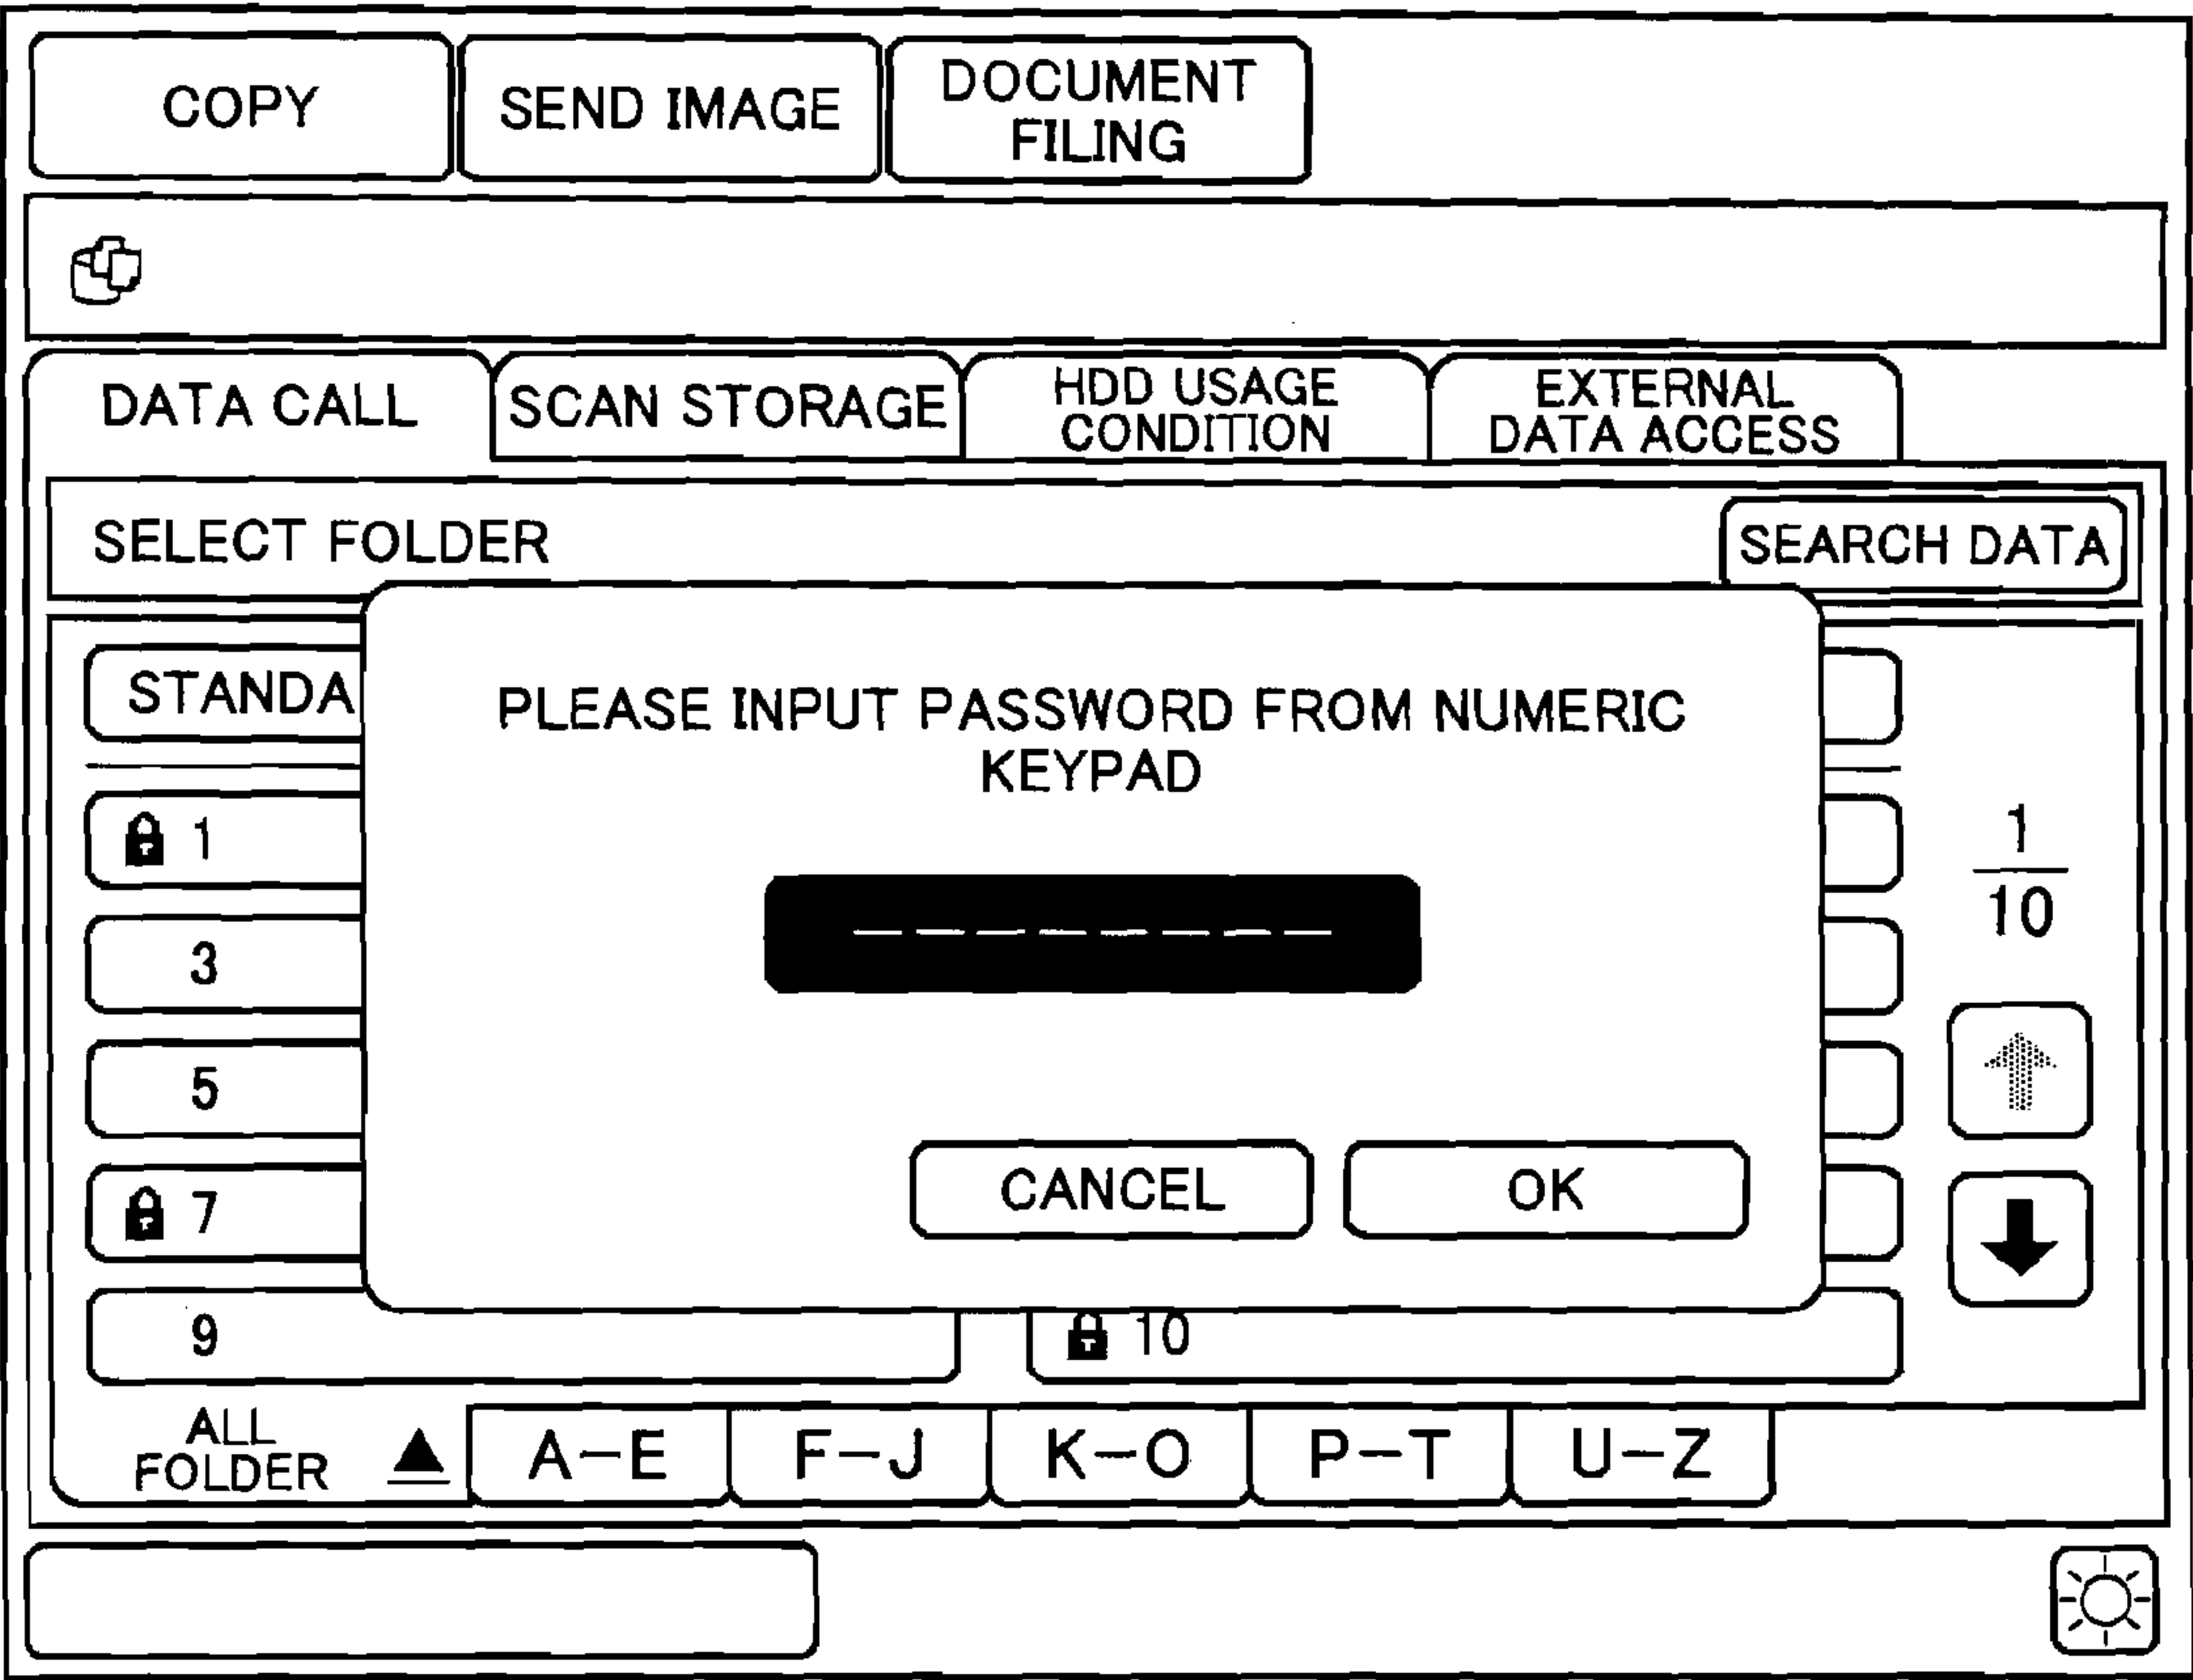 COPY
SEND IMAGE
DOCUMENT
FILING
DATA CALL
SCAN STORAGE
HDD USAGE
CONDITION
EXTERNAL
DATA ACCESS
SELECT FOLDER
SEARCH DATA
STANDA
PLEASE INPUT PASSWORD FROM NUMERIC
KEYPAD
1
3
5
7
9
10
--------
CANCEL
OK
1
10
ALL
FOLDER
A-E
F-J
K-O
P-T
U-Z